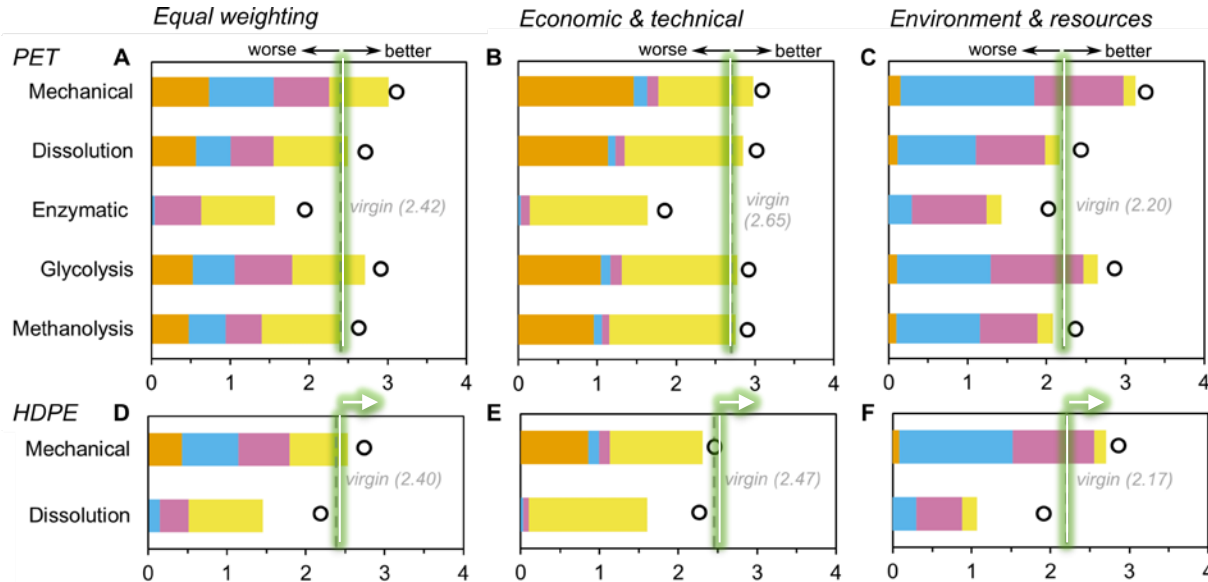 Equal weighting Economic & technical Environment & resources
PET A worse better B worse better C worse better
Mechanical
Dissolution
Enzymatic virgin (2.42) virgin (2.65) virgin (2.20)
Glycolysis
Methanolysis
0 1 2 3 4 0 1 2 3 4 0 1 2 3 4
HDPE D E F
Mechanical
virgin (2.40) virgin (2.47) virgin (2.17)
Dissolution
0 1 2 3 4 0 1 2 3 4 0 1 2 3 4